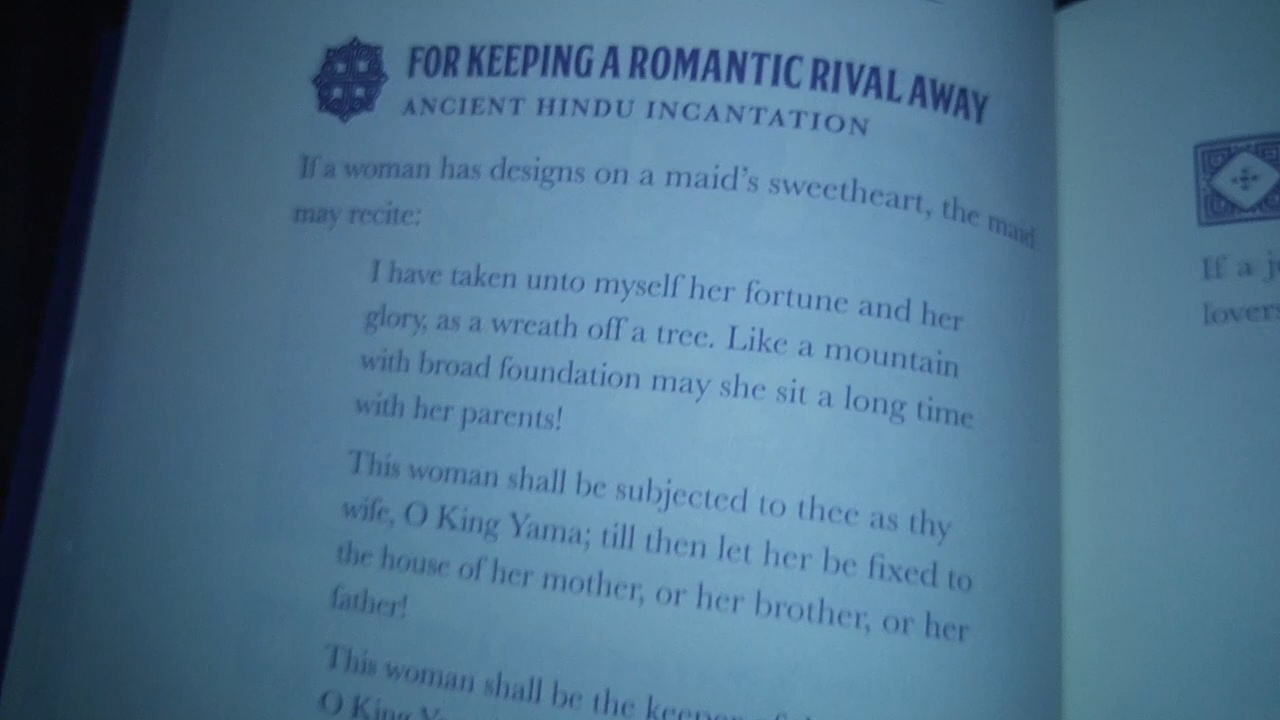 FOR KEEPING A ROMANTIC RIVAL AWAY
ANCIENT HINDU INCANTATION
If a woman has designs on a maid's sweetheart, the maid
may recite:
I have taken unto myself her fortune and her
glory, as a wreath off a tree. Like a mountain
with broad foundation may she sit a long time
with her parents!
This woman shall be subjected to thee as thy
wife, O King Yama; till then let her be fixed to
the house of her mother, or her brother, or her
father!
This woman shall be the keeper of
O King
If a
lovers